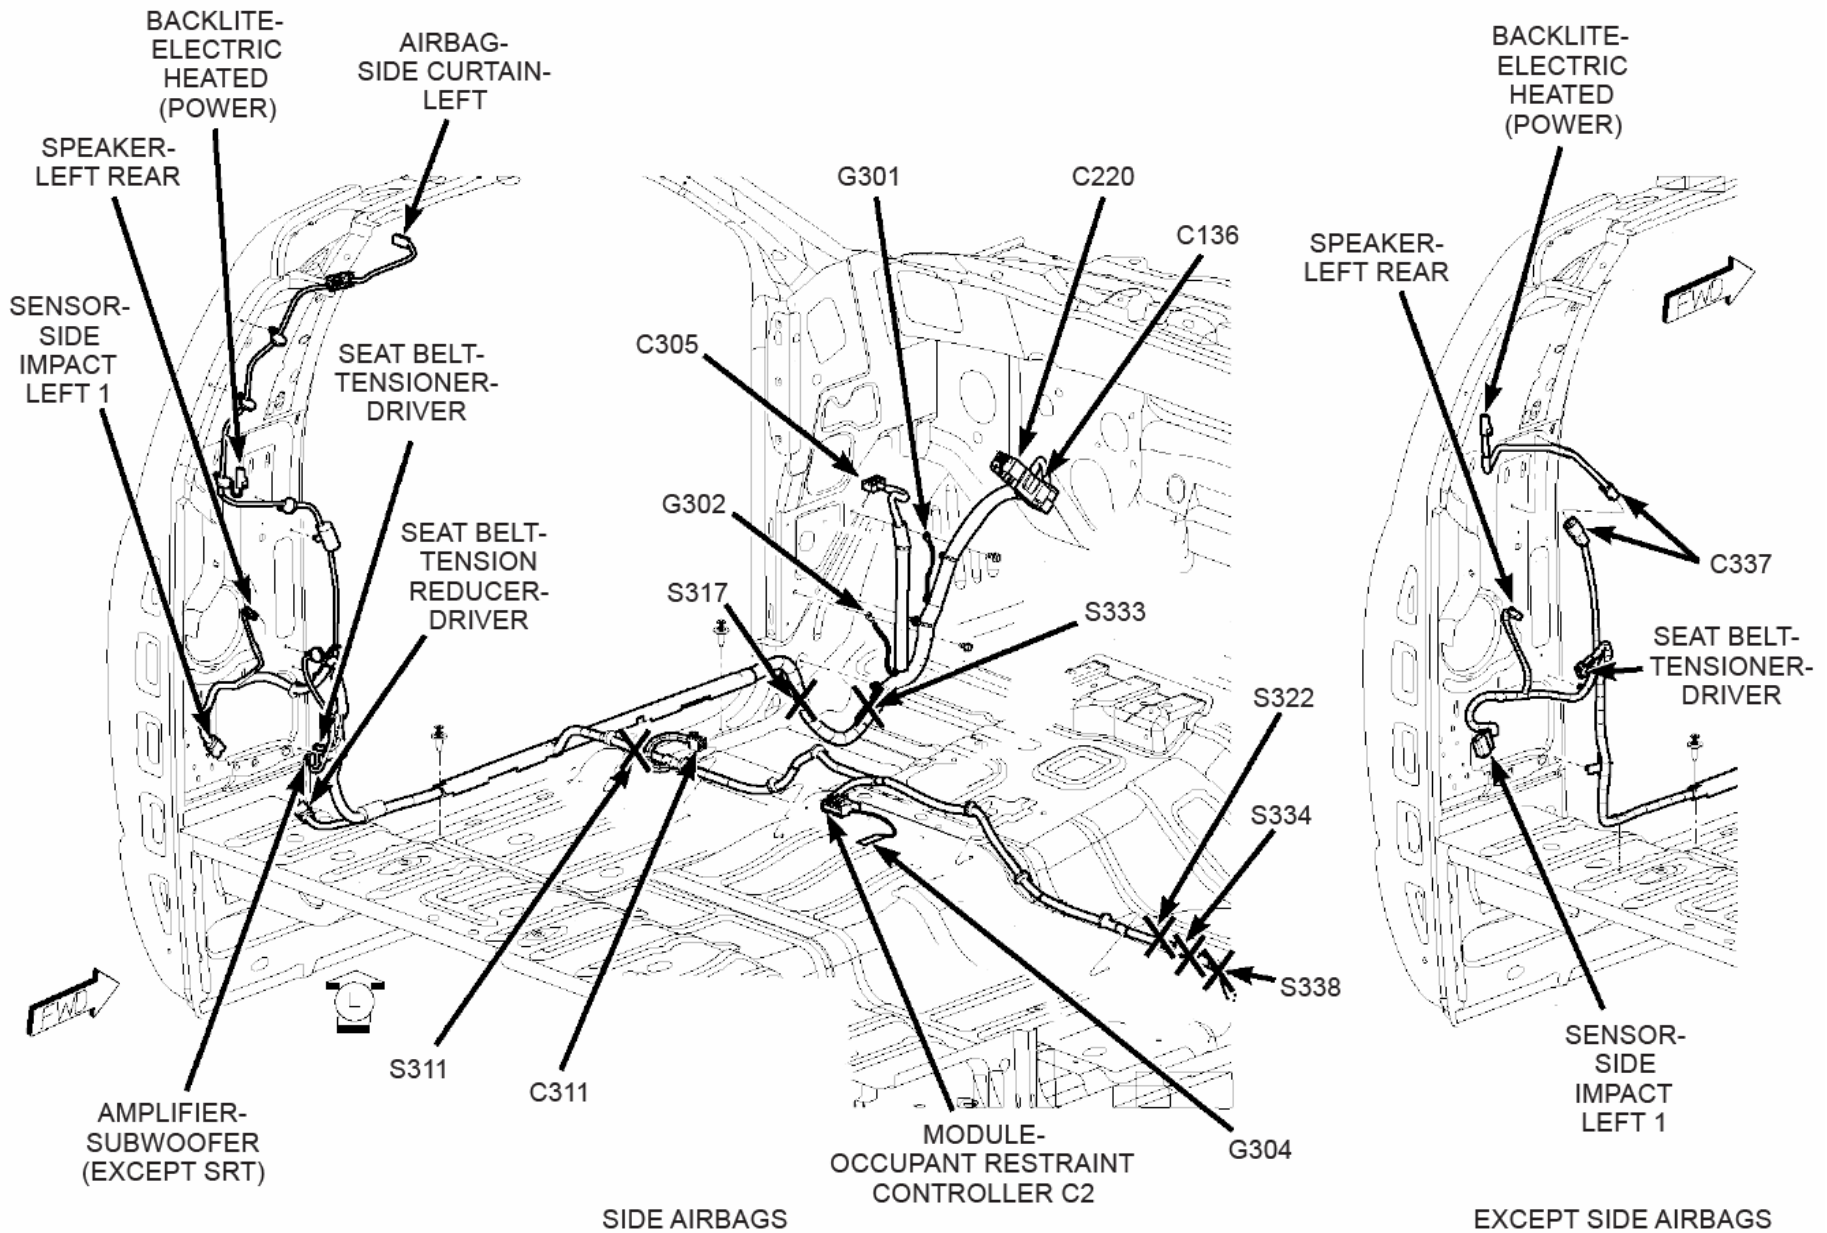 BACKLITE-
ELECTRIC
HEATED
(POWER)
AIRBAG-
SIDE CURTAIN-
LEFT
SPEAKER-
LEFT REAR
SENSOR-
SIDE
IMPACT
LEFT 1
SEAT BELT-
TENSIONER-
DRIVER
SEAT BELT-
TENSION
REDUCER-
DRIVER
G301
C220
C136
C305
G302
S317
S333
S322
S334
S338
FWD
L
S311
C311
AMPLIFIER-
SUBWOOFER
(EXCEPT SRT)
MODULE-
OCCUPANT RESTRAINT
CONTROLLER C2
G304
SIDE AIRBAGS
BACKLITE-
ELECTRIC
HEATED
(POWER)
SPEAKER-
LEFT REAR
FWD
C337
SEAT BELT-
TENSIONER-
DRIVER
SENSOR-
SIDE
IMPACT
LEFT 1
EXCEPT SIDE AIRBAGS